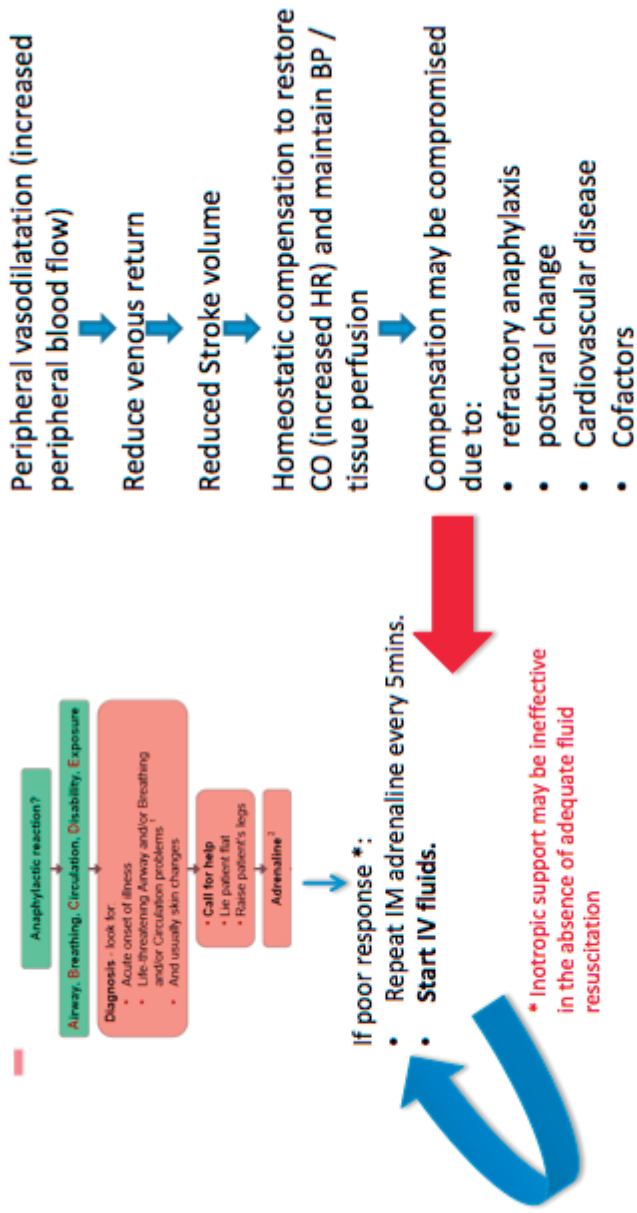 Anaphylactic reaction?
Airway, Breathing, Circulation, Disability, Exposure
Diagnosis - look for:
• Acute onset of illness
• Life-threatening Airway and/or Breathing
and/or Circulation problems¹
• And usually skin changes
• Call for help
• Lie patient flat
• Raise patient's legs
Adrenaline²
If poor response *:
• Repeat IM adrenaline every 5mins.
• Start IV fluids.
* Inotropic support may be ineffective
in the absence of adequate fluid
resuscitation
Peripheral vasodilatation (increased
peripheral blood flow)
Reduce venous return
Reduced Stroke volume
Homeostatic compensation to restore
CO (increased HR) and maintain BP /
tissue perfusion
Compensation may be compromised
due to:
• refractory anaphylaxis
• postural change
• Cardiovascular disease
• Cofactors